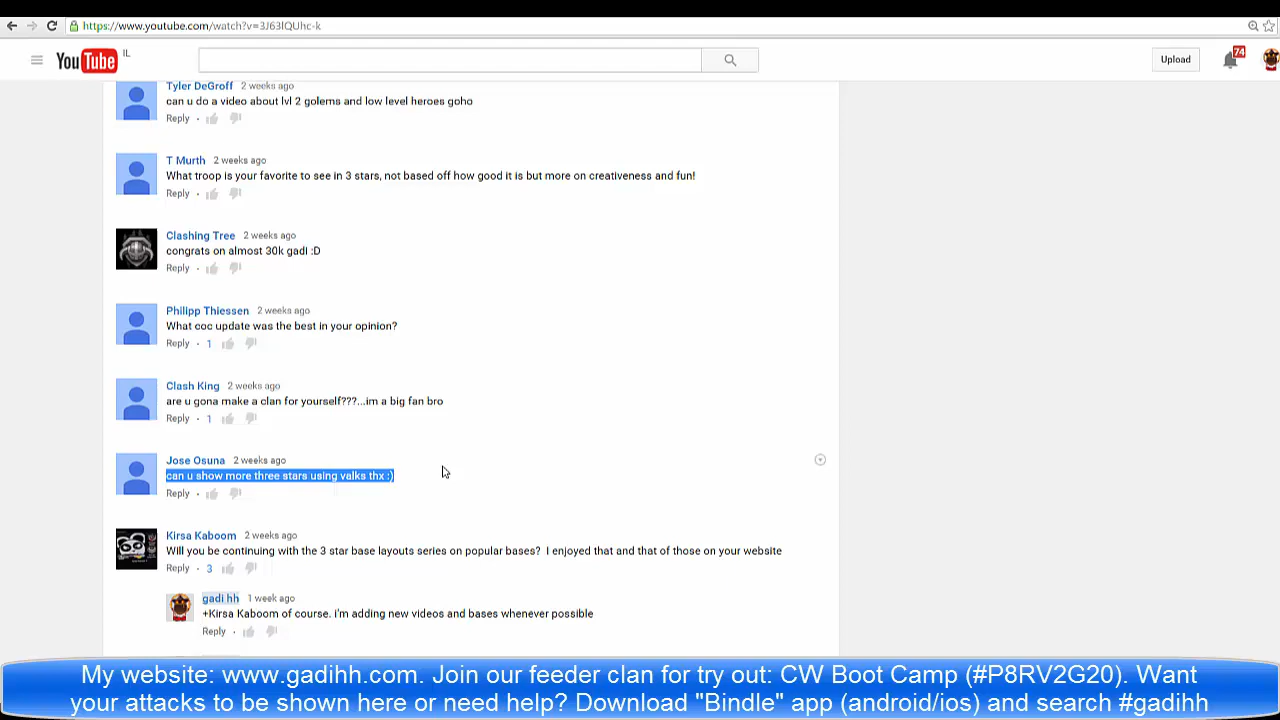 https://www.youtube.com/watch?v=3J63lQUhc-k
YouTube IL
Upload
74
Tyler DeGroff 2 weeks ago
can u do a video about lvl 2 golems and low level heroes goho
Reply ·
T Murth 2 weeks ago
What troop is your favorite to see in 3 stars, not based off how good it is but more on creativeness and fun!
Reply ·
Clashing Tree 2 weeks ago
congrats on almost 30k gadI :D
Reply ·
Philipp Thiessen 2 weeks ago
What coc update was the best in your opinion?
Reply · 1
Clash King 2 weeks ago
are u gona make a clan for yourself???...im a big fan bro
Reply · 1
Jose Osuna 2 weeks ago
can u show more three stars using valks thx :)
Reply ·
Kirsa Kaboom 2 weeks ago
Will you be continuing with the 3 star base layouts series on popular bases? I enjoyed that and that of those on your website
Reply · 3
gadi hh 1 week ago
+Kirsa Kaboom of course. i'm adding new videos and bases whenever possible
Reply ·
My website: www.gadihh.com. Join our feeder clan for try out: CW Boot Camp (#P8RV2G20). Want
your attacks to be shown here or need help? Download "Bindle" app (android/ios) and search #gadihh